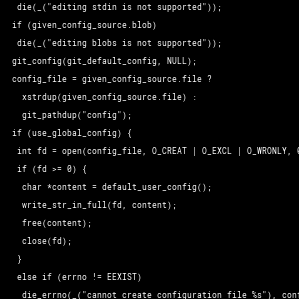 die(_("editing stdin is not supported"));
if (given_config_source.blob)
die(_("editing blobs is not supported"));
git_config(git_default_config, NULL);
config_file = given_config_source.file ?
xstrdup(given_config_source.file) :
git_pathdup("config");
if (use_global_config) {
int fd = open(config_file, O_CREAT | O_EXCL | O_WRONLY,
if (fd >= 0) {
char *content = default_user_config();
write_str_in_full(fd, content);
free(content);
close(fd);
}
else if (errno != EEXIST)
die_errno(_("cannot create configuration file %s"),